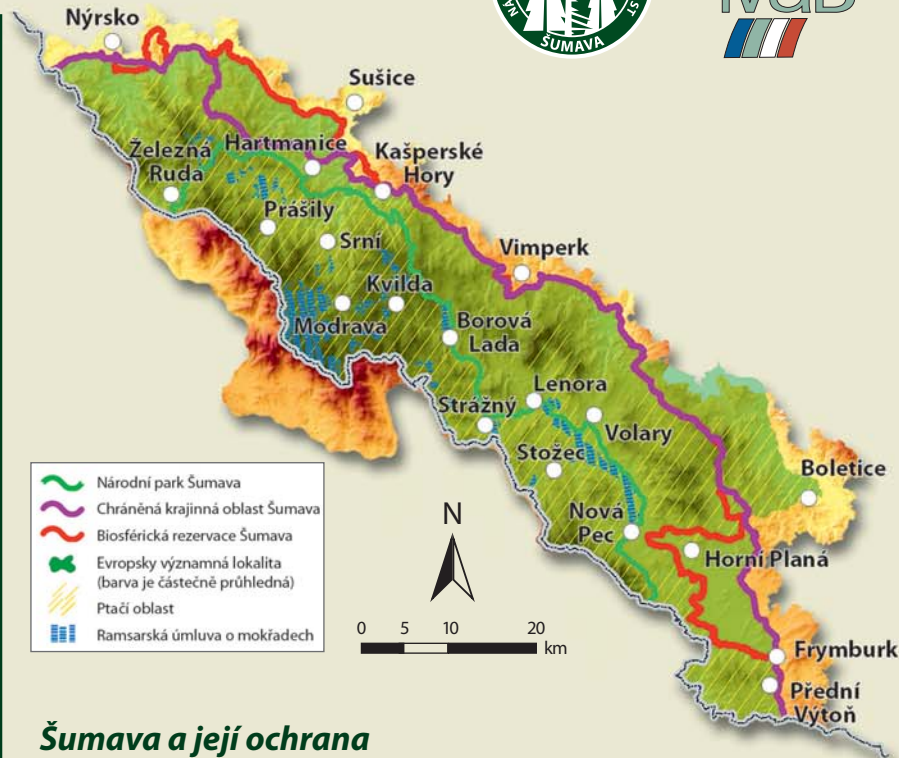 NÁ
ST
ŠUMAVA
Nýrsko
Sušice
Železná
Ruda
Hartmanice
Kašperské
Hory
Prášily
Srní
Vimperk
Kvilda
Modrava
Borová
Lada
Lenora
Strážný
Volary
Stožec
Boletice
Nová
Pec
Horní Planá
Frymburk
Přední
Výtoň
Národní park Šumava
Chráněná krajinná oblast Šumava
Biosférická rezervace Šumava
Evropsky významná lokalita
(barva je částečně průhledná)
Ptačí oblast
Ramsarská úmluva o mokřadech
N
0 5 10 20
km
Šumava a její ochrana